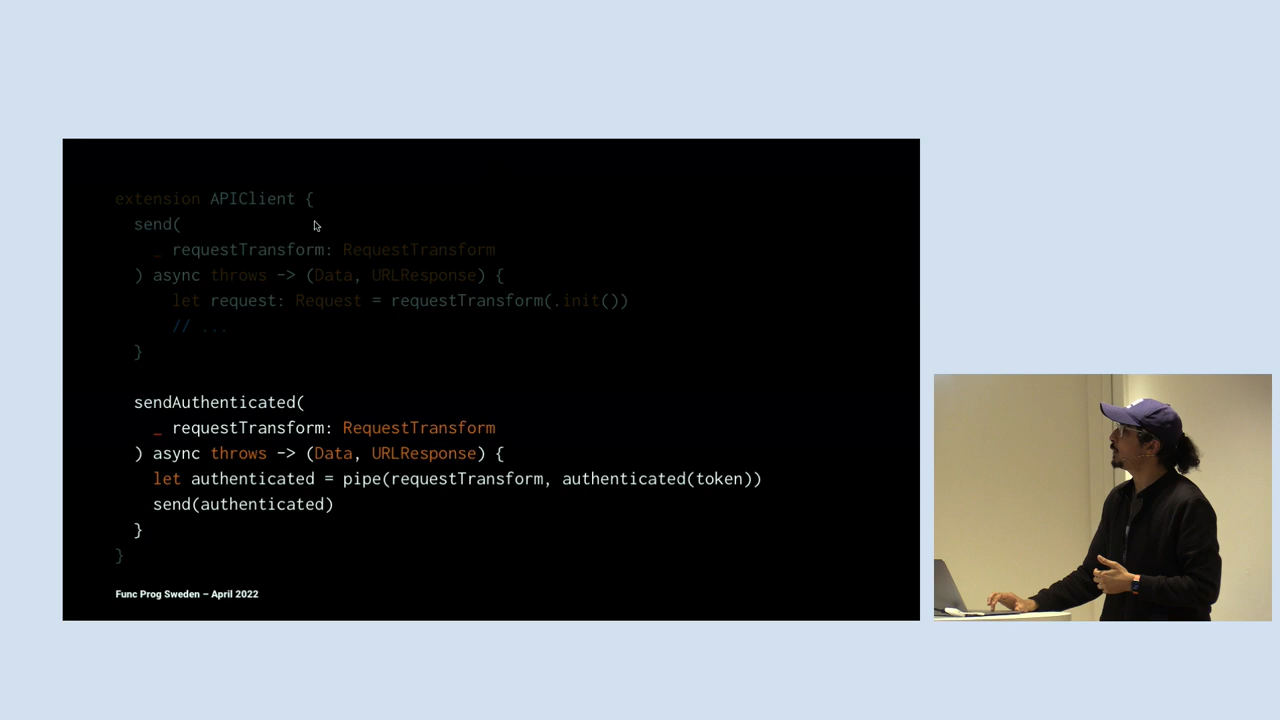 extension APIClient {
send(
_ requestTransform: RequestTransform
) async throws -> (Data, URLResponse) {
let request: Request = requestTransform(.init())
// ...
}
sendAuthenticated(
_ requestTransform: RequestTransform
) async throws -> (Data, URLResponse) {
let authenticated = pipe(requestTransform, authenticated(token))
send(authenticated)
}
}
Func Prog Sweden – April 2022